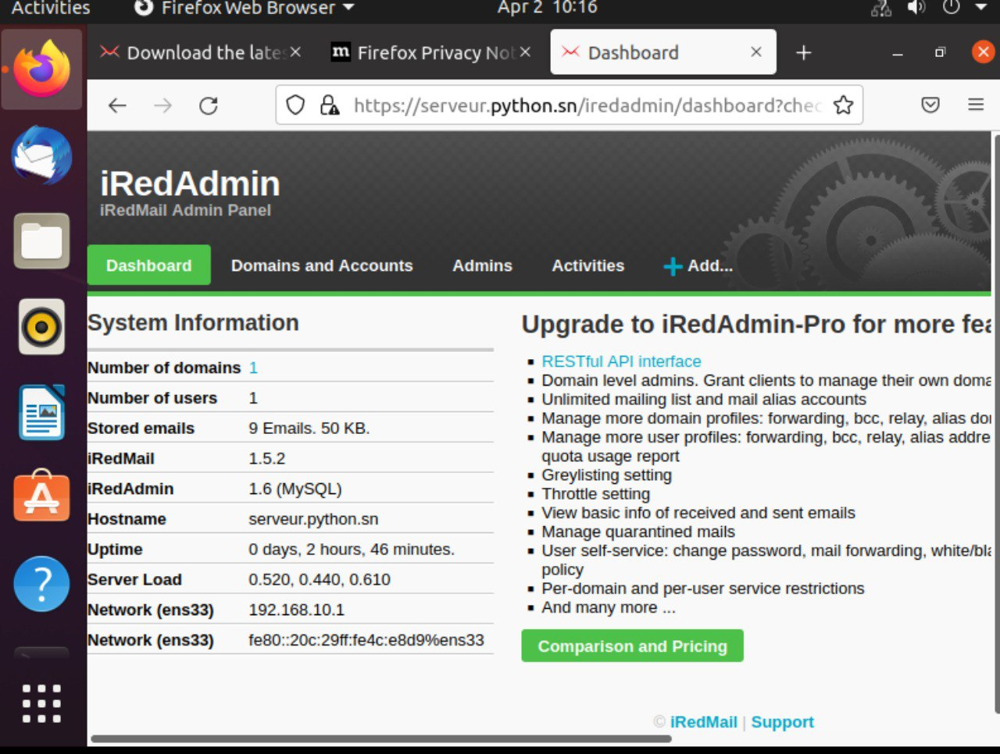 Activities Firefox Web Browser Apr 2 10:16
Download the late Firefox Privacy Not Dashboard
https://serveur.python.sn/iredadmin/dashboard?chec
iRedAdmin
iRedMail Admin Panel
Dashboard Domains and Accounts Admins Activities + Add...
System Information
Number of domains 1
Number of users 1
Stored emails 9 Emails. 50 KB.
iRedMail 1.5.2
iRedAdmin 1.6 (MySQL)
Hostname serveur.python.sn
Uptime 0 days, 2 hours, 46 minutes.
Server Load 0.520, 0.440, 0.610
Network (ens33) 192.168.10.1
Network (ens33) fe80::20c:29ff:fe4c:e8d9%ens33
Upgrade to iRedAdmin-Pro for more fea
RESTful API interface
Domain level admins. Grant clients to manage their own doma
Unlimited mailing list and mail alias accounts
Manage more domain profiles: forwarding, bcc, relay, alias do
Manage more user profiles: forwarding, bcc, relay, alias addre
quota usage report
Greylisting setting
Throttle setting
View basic info of received and sent emails
Manage quarantined mails
User self-service: change password, mail forwarding, white/bla
policy
Per-domain and per-user service restrictions
And many more ...
Comparison and Pricing
© iRedMail | Support